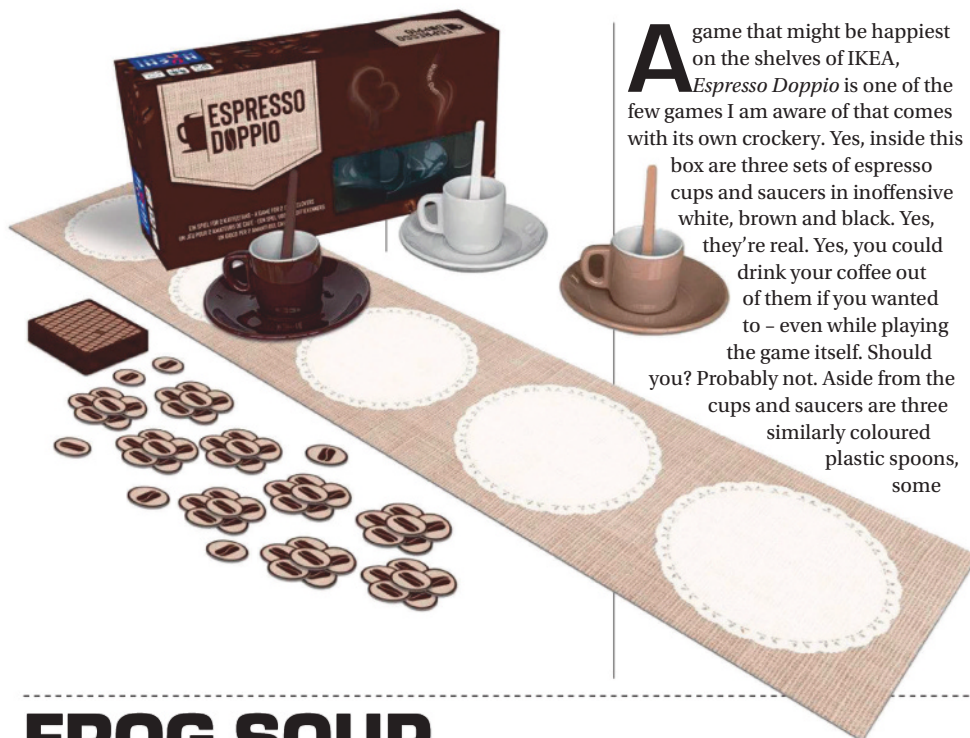 ESPRESSO
DOPPIO
ESPRESSO
DOPPIO
A game that might be happiest
on the shelves of IKEA,
Espresso Doppio is one of the
few games I am aware of that comes
with its own crockery. Yes, inside this
box are three sets of espresso
cups and saucers in inoffensive
white, brown and black. Yes,
they’re real. Yes, you could
drink your coffee out
of them if you wanted
to – even while playing
the game itself. Should
you? Probably not. Aside from the
cups and saucers are three
similarly coloured
plastic spoons,
some
FROG SOUP